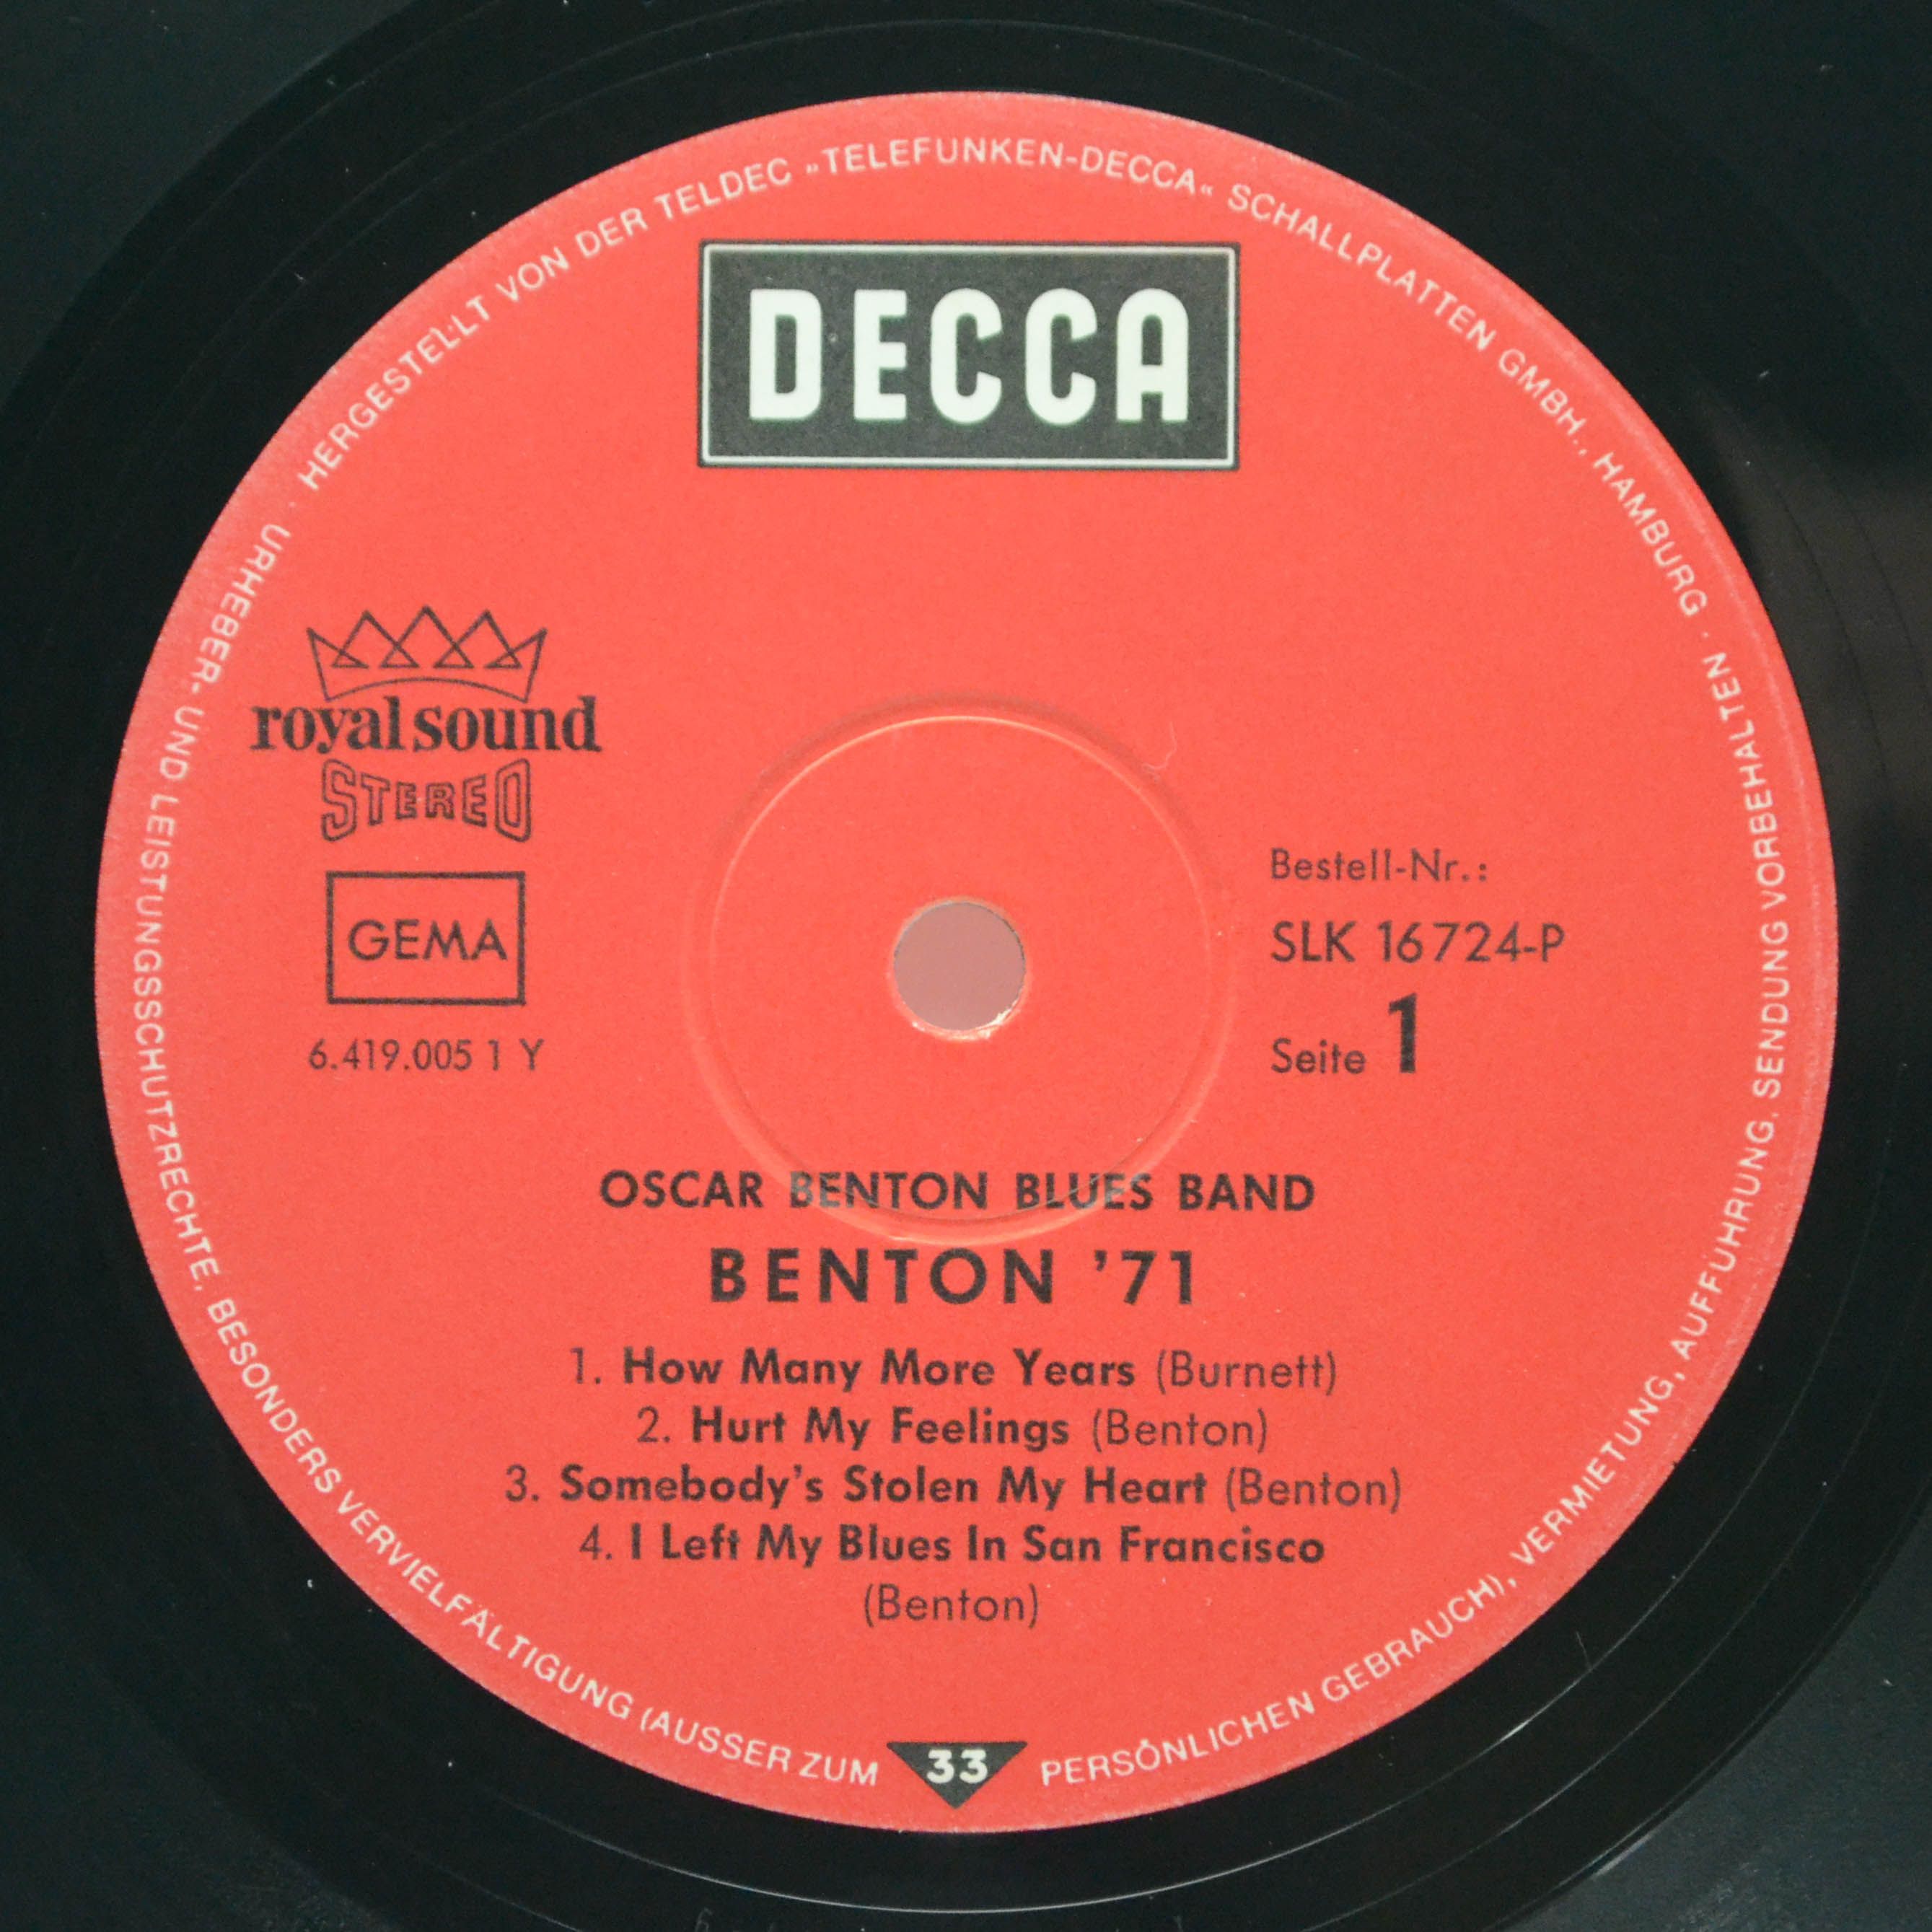 HERGESTELLT VON DER TELDEC „TELEFUNKEN-DECCA“ SCHALLPLATTEN GMBH., HAMBURG · URHEBER- UND LEISTUNGSSCHUTZRECHTE, BESONDERS VERVIELFÄLTIGUNG (AUSSER ZUM PERSÖNLICHEN GEBRAUCH), VERMIETUNG, AUFFÜHRUNG, SENDUNG VORBEHALTEN ·
DECCA
royal sound
STEREO
GEMA
6.419.005 1 Y
Bestell-Nr.:
SLK 16 724-P
Seite 1
OSCAR BENTON BLUES BAND
BENTON ’71
1. How Many More Years (Burnett)
2. Hurt My Feelings (Benton)
3. Somebody’s Stolen My Heart (Benton)
4. I Left My Blues In San Francisco
(Benton)
33